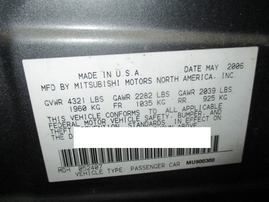 MADE IN U.S.A. DATE MAY 2006
MFD BY MITSUBISHI MOTORS NORTH AMERICA, INC.
GVWR 4321 LBS GAWR 2282 LBS GAWR 2039 LBS
1960 KG FR 1035 KG RR 925 KG
THIS VEHICLE CONFORMS TO ALL APPLICABLE
FEDERAL MOTOR VEHICLE SAFETY, BUMPER, AND
THEFT PREVENTION STANDARDS IN EFFECT ON
THE D
VEHICLE TYPE: PASSENGER CAR MU900308